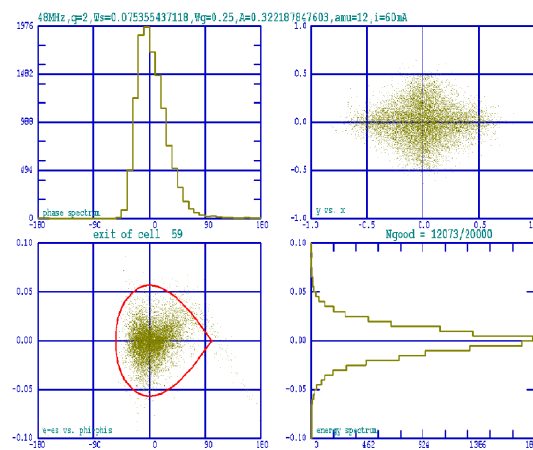 48MHz,q=2,Ws=0.075355437118,Wg=0.25,A=0.322187847603,amu=12,i=60mA
1976
1482
988
494
0
phase spectrum
-180 -90 0 90 180
1.0
0.5
0.0
-0.5
-1.0
y vs. x
-1.0 -0.5 0.0 0.5 1.0
exit of cell 59
Ngood = 12073/20000
0.10
0.05
0.00
-0.05
-0.10
e-es vs. phi-phis
-180 -90 0 90 180
0.10
0.05
0.00
-0.05
-0.10
energy spectrum
0